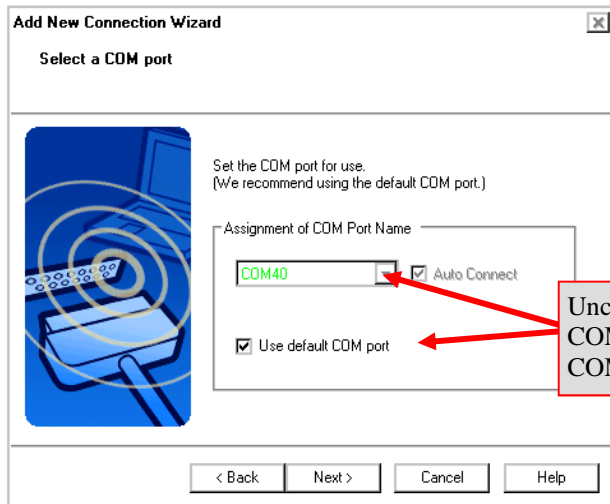 Add New Connection Wizard
Select a COM port
Set the COM port for use.
(We recommend using the default COM port.)
Assignment of COM Port Name
COM40
Auto Connect
Use default COM port
COM
< Back
Next >
Cancel
Help